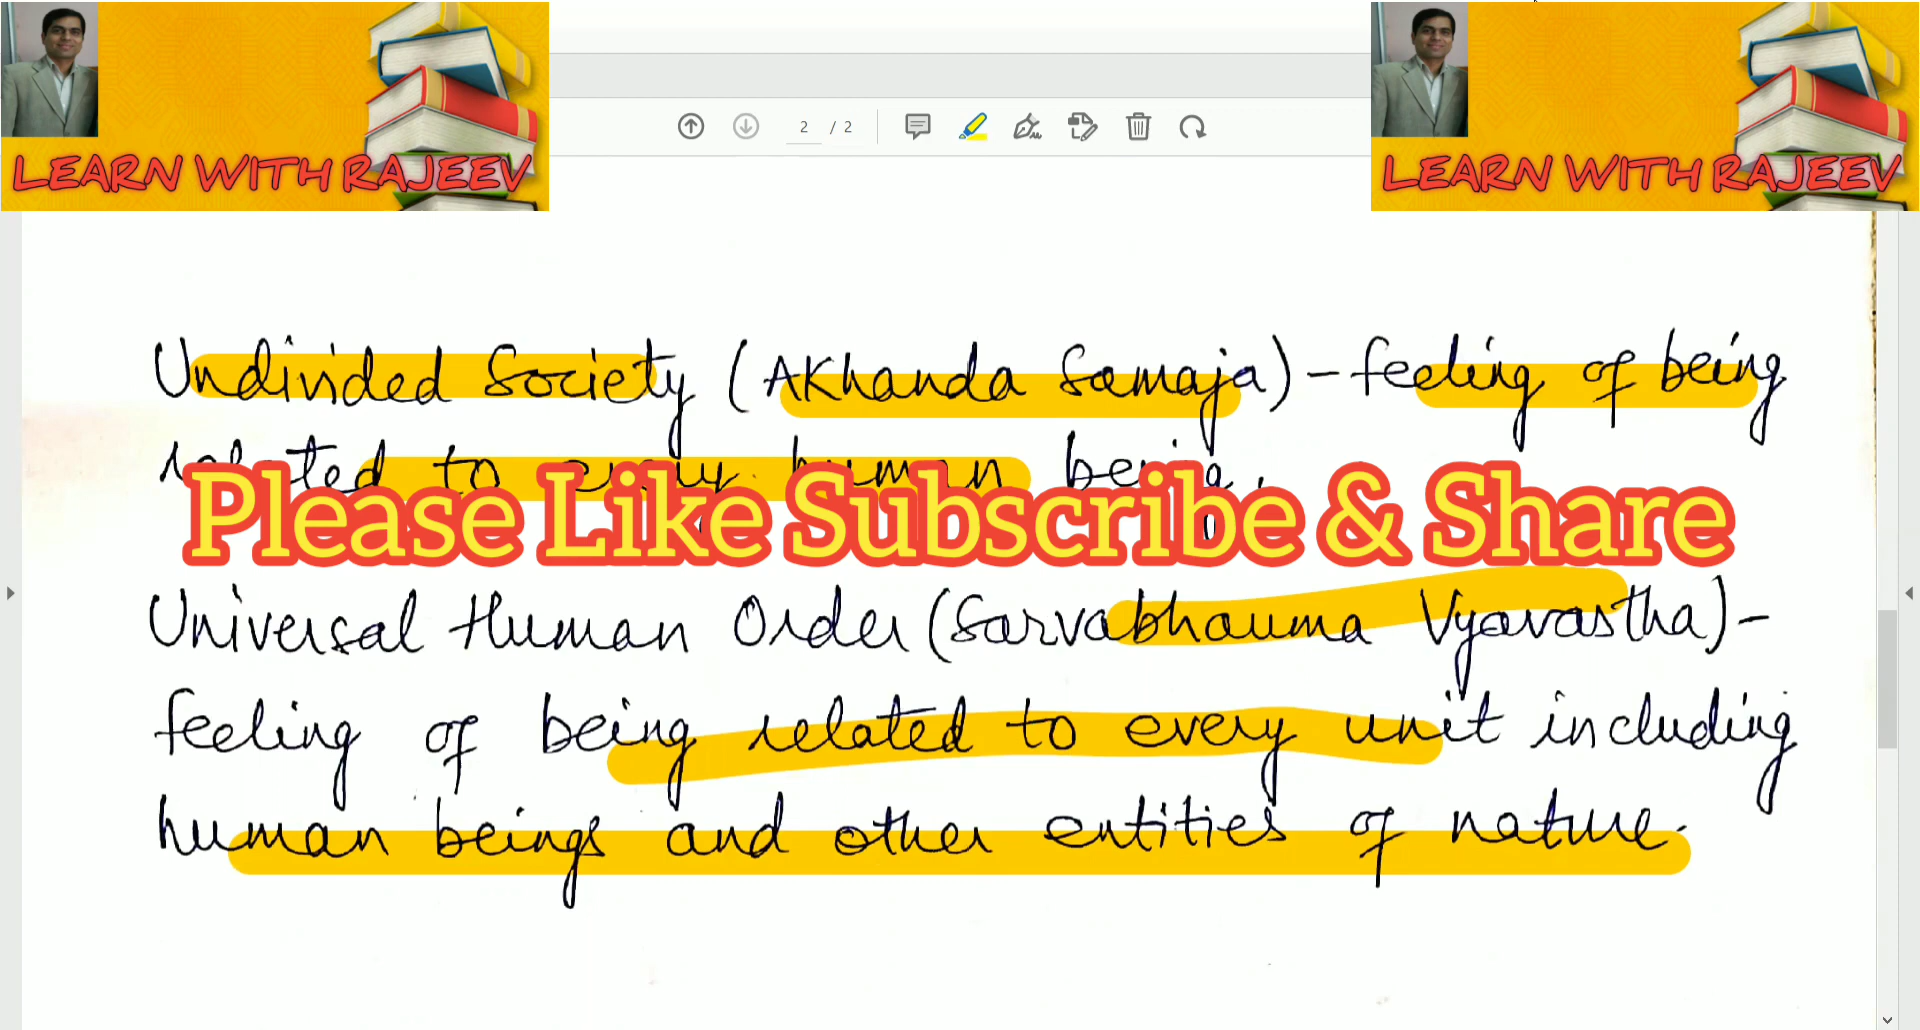 LEARN WITH RAJEEV
LEARN WITH RAJEEV
2 / 2
Undivided Society (AKhanda Samaja) - feeling of being
related to every human being.
Please Like Subscribe & Share
Universal Human Order (Sarvabhauma Vyavastha) -
feeling of being related to every unit including
human beings and other entities of nature.